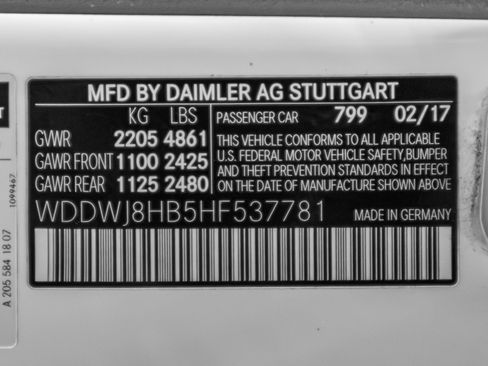 MFD BY DAIMLER AG STUTTGART
KG LBS
GVWR 2205 4861
GAWR FRONT 1100 2425
GAWR REAR 1125 2480
PASSENGER CAR 799 02/17
THIS VEHICLE CONFORMS TO ALL APPLICABLE
U.S. FEDERAL MOTOR VEHICLE SAFETY,BUMPER
AND THEFT PREVENTION STANDARDS IN EFFECT
ON THE DATE OF MANUFACTURE SHOWN ABOVE
WDDWJ8HB5HF537781 MADE IN GERMANY
A 205 584 18 07
1099467